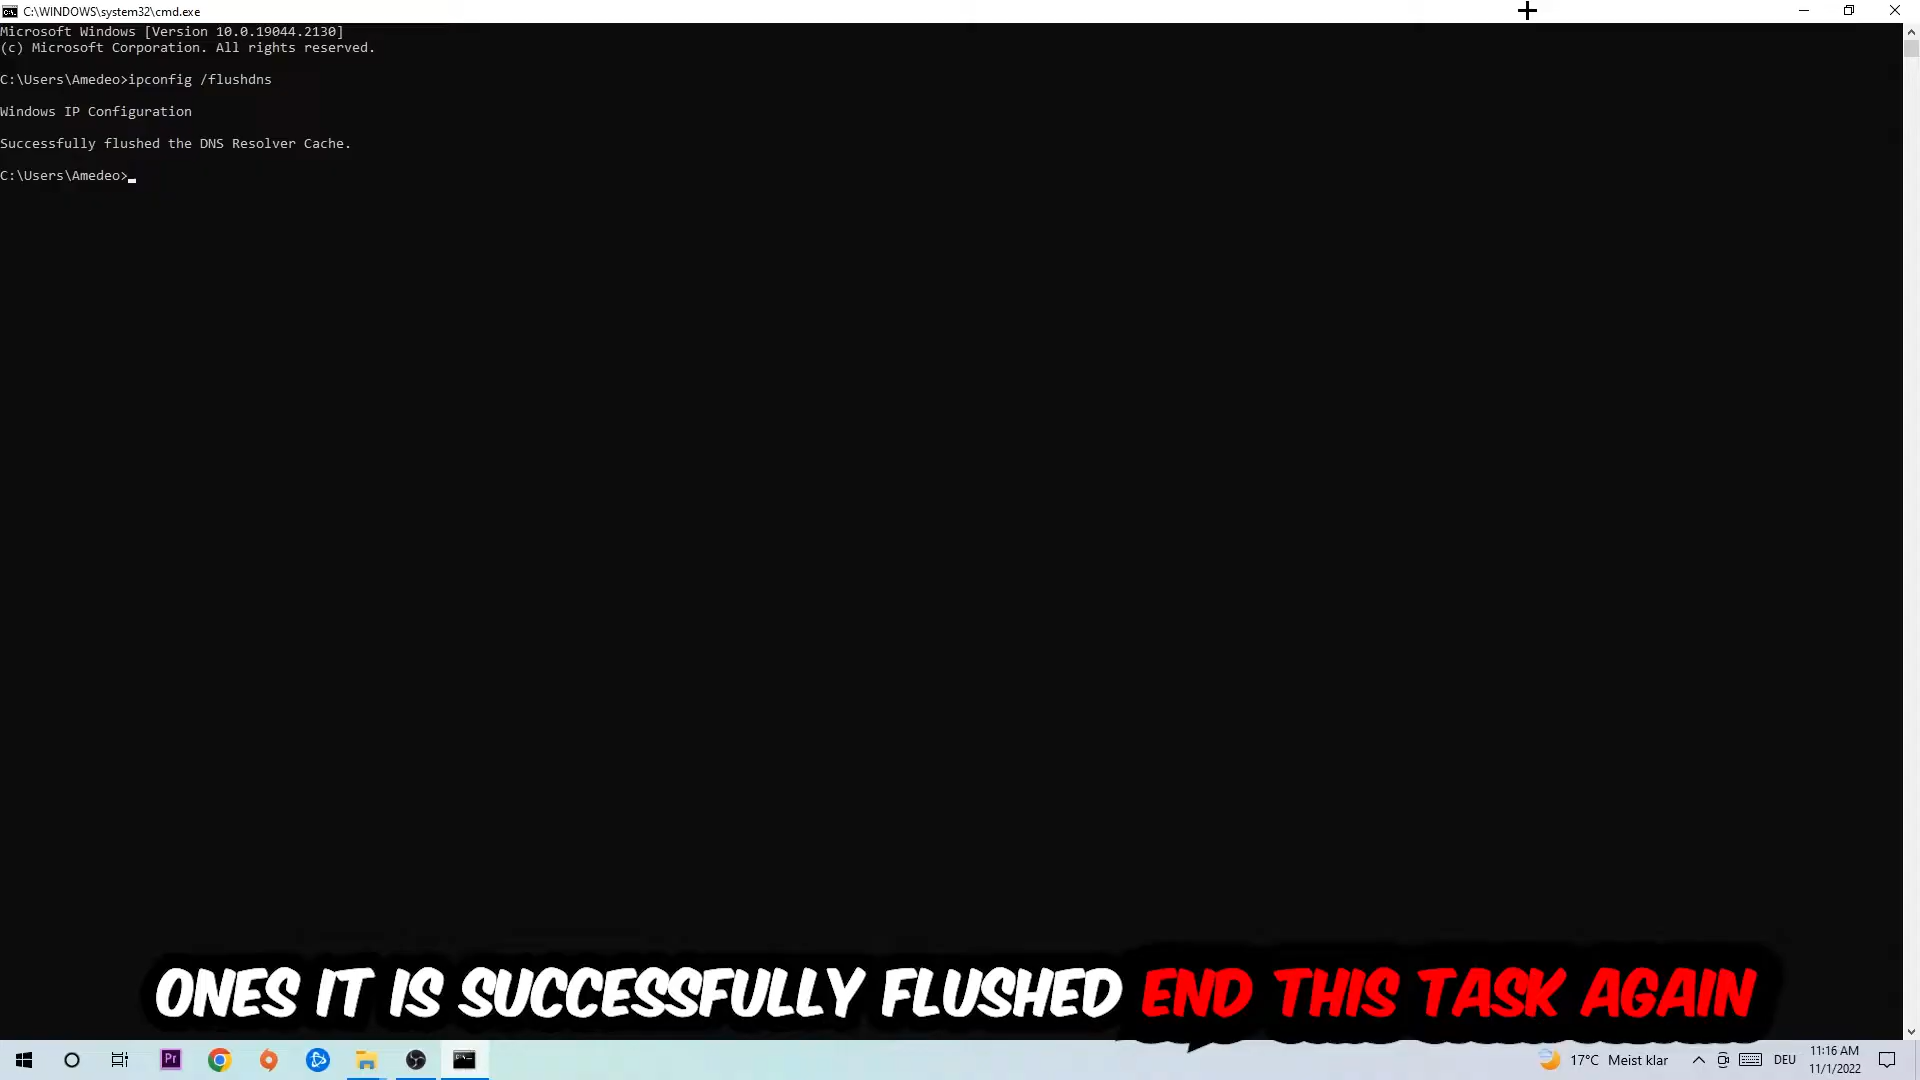 C:\WINDOWS\system32\cmd.exe
Microsoft Windows [Version 10.0.19044.2130]
(c) Microsoft Corporation. All rights reserved.
C:\Users\Amedeo>ipconfig /flushdns
Windows IP Configuration
Successfully flushed the DNS Resolver Cache.
C:\Users\Amedeo>
ONES IT IS SUCCESSFULLY FLUSHED END THIS TASK AGAIN
Pr
17°C Meist klar
DEU
11:16 AM
11/1/2022